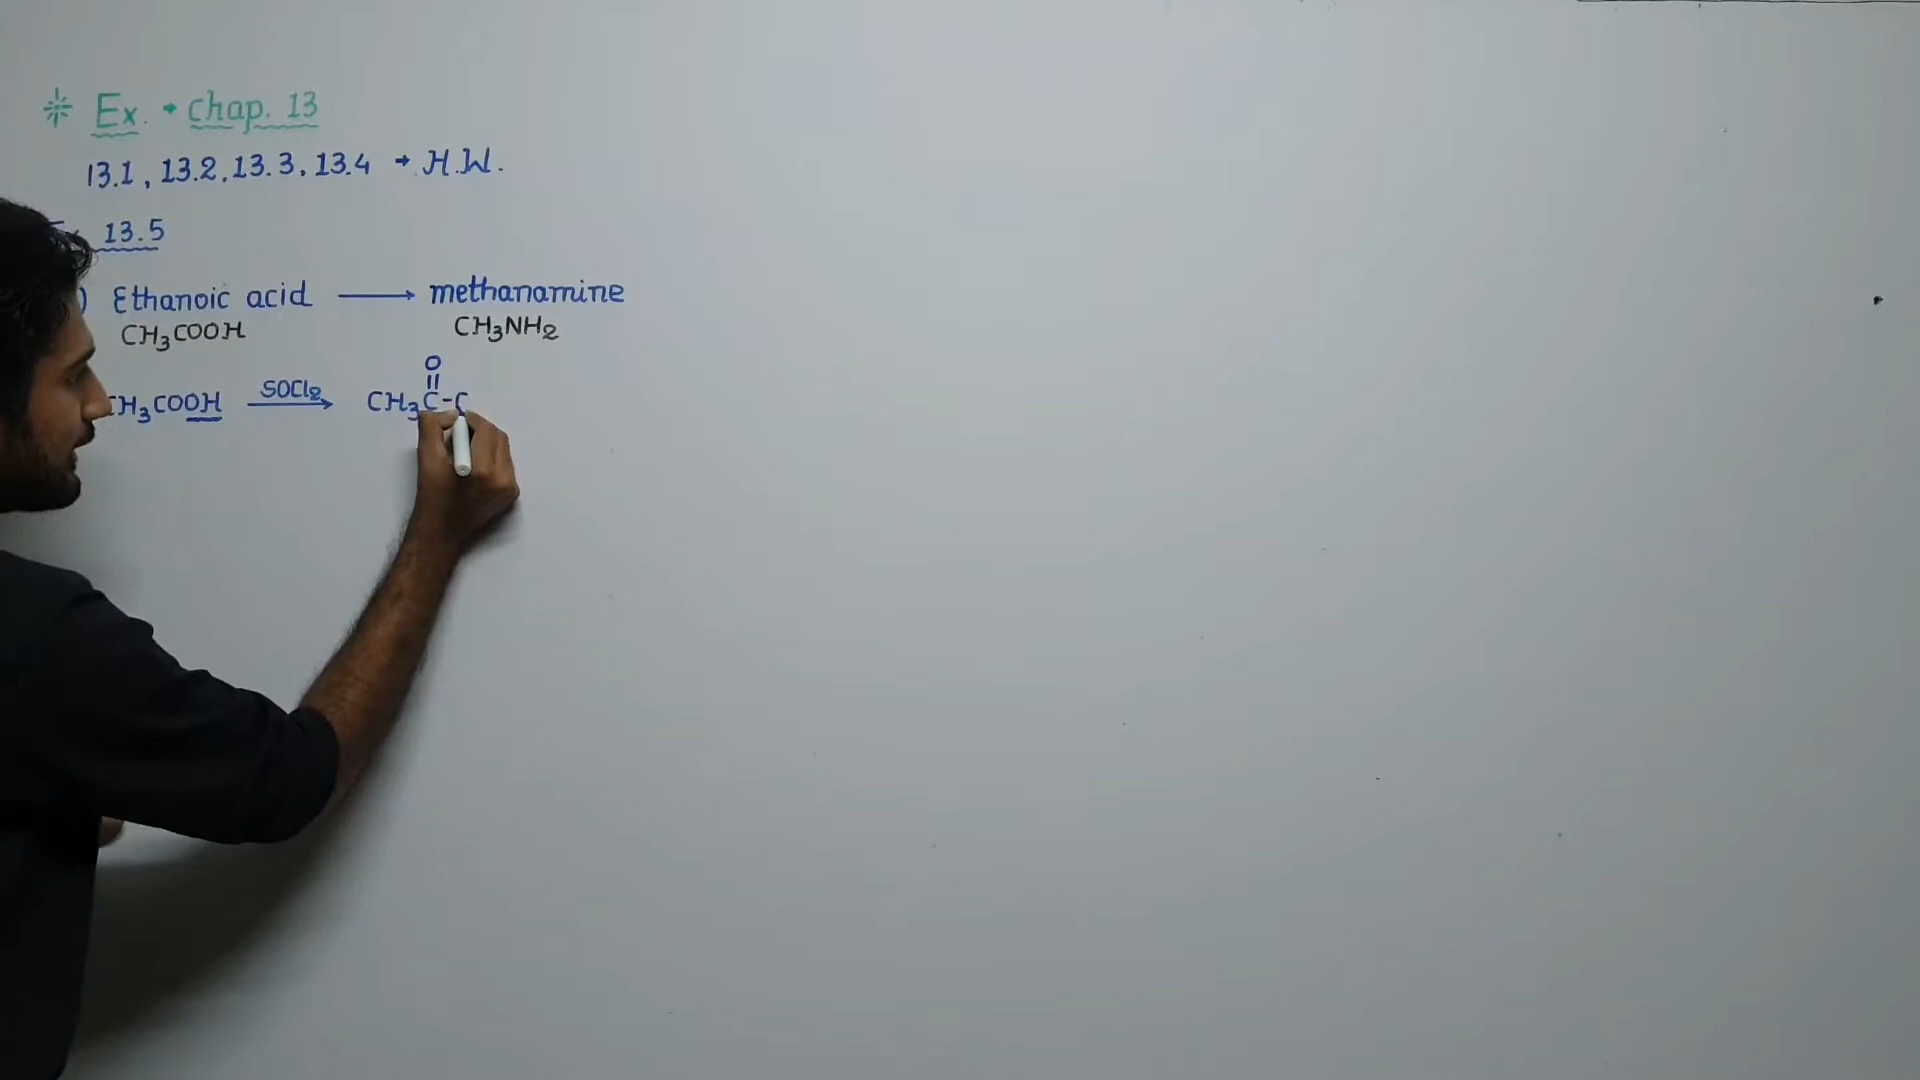 Ex. → chap. 13
13.1, 13.2, 13.3, 13.4 → H.W.
13.5
) Ethanoic acid → methanamine
CH₃COOH CH₃NH₂
O
CH₃COOH SOCl₂ → CH₃C-C